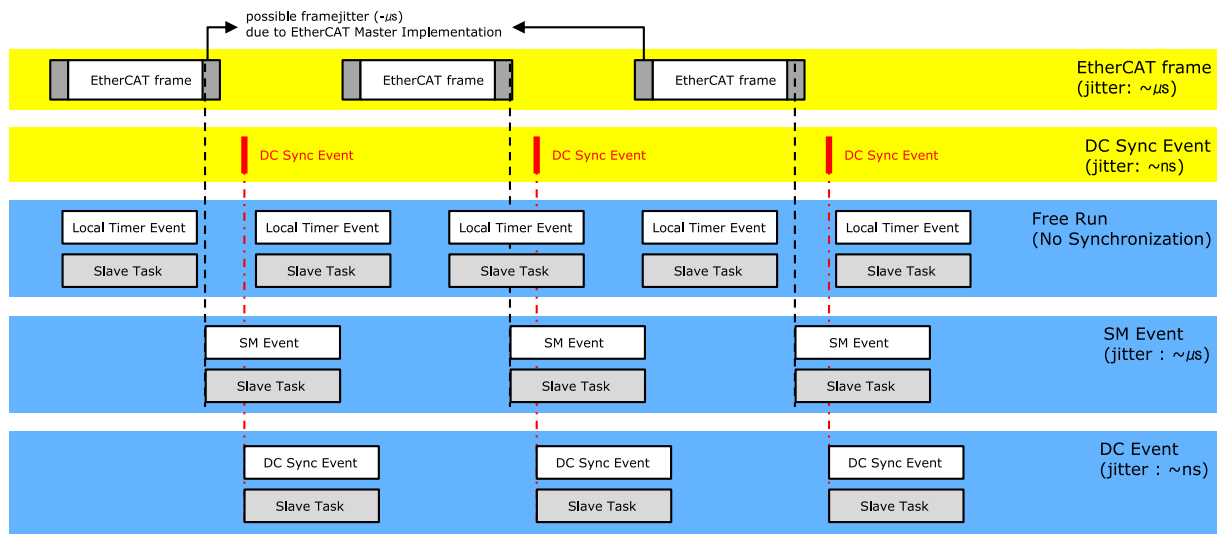 possible framejitter (-µs)
due to EtherCAT Master Implementation
EtherCAT frame
EtherCAT frame
EtherCAT frame
EtherCAT frame
(jitter: ~µs)
DC Sync Event
DC Sync Event
DC Sync Event
DC Sync Event
(jitter: ~ns)
Local Timer Event
Local Timer Event
Local Timer Event
Local Timer Event
Local Timer Event
Free Run
(No Synchronization)
Slave Task
Slave Task
Slave Task
Slave Task
Slave Task
SM Event
SM Event
SM Event
SM Event
(jitter : ~µs)
Slave Task
Slave Task
Slave Task
DC Sync Event
DC Sync Event
DC Sync Event
DC Event
(jitter : ~ns)
Slave Task
Slave Task
Slave Task